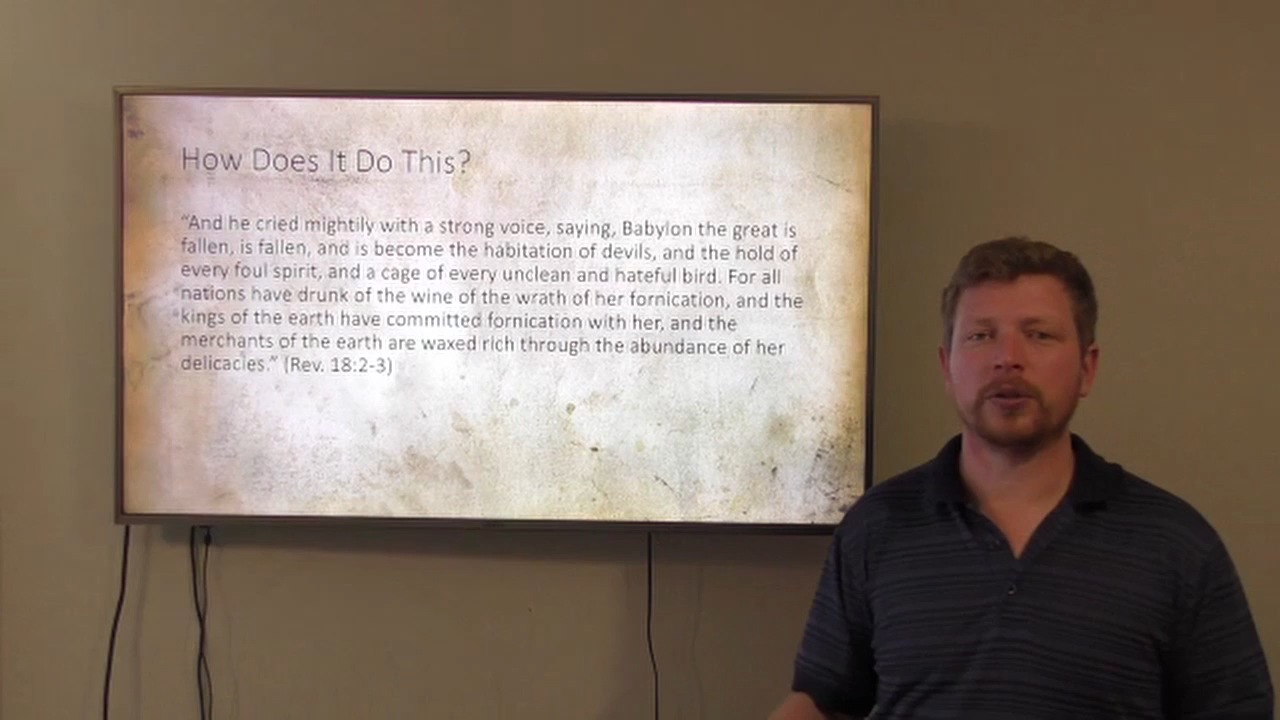 How Does It Do This?
“And he cried mightily with a strong voice, saying, Babylon the great is
fallen, is fallen, and is become the habitation of devils, and the hold of
every foul spirit, and a cage of every unclean and hateful bird. For all
nations have drunk of the wine of the wrath of her fornication, and the
kings of the earth have committed fornication with her, and the
merchants of the earth are waxed rich through the abundance of her
delicacies.” (Rev. 18:2-3)